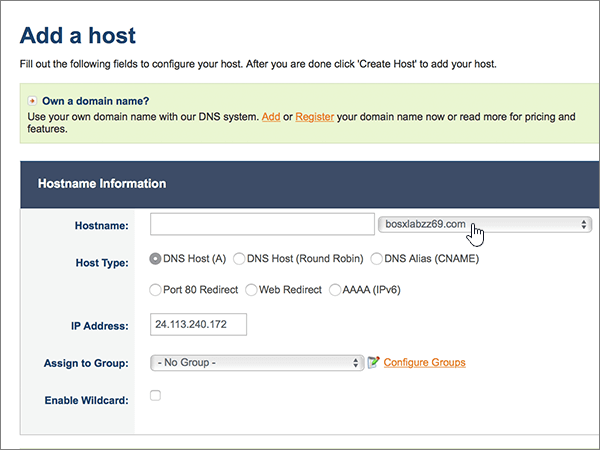 Add a host
Fill out the following fields to configure your host. After you are done click 'Create Host' to add your host.
Own a domain name?
Use your own domain name with our DNS system. Add or Register your domain name now or read more for pricing and
features.
Hostname Information
Hostname: bosxlabzz69.com
Host Type: DNS Host (A) DNS Host (Round Robin) DNS Alias (CNAME)
Port 80 Redirect Web Redirect AAAA (IPv6)
IP Address: 24.113.240.172
Assign to Group: - No Group - Configure Groups
Enable Wildcard: